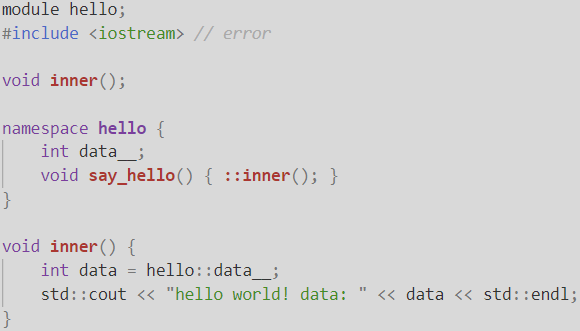 module hello;
#include <iostream> // error
void inner();
namespace hello {
    int data__;
    void say_hello() { ::inner(); }
}
void inner() {
    int data = hello::data__;
    std::cout << "hello world! data: " << data << std::endl;
}